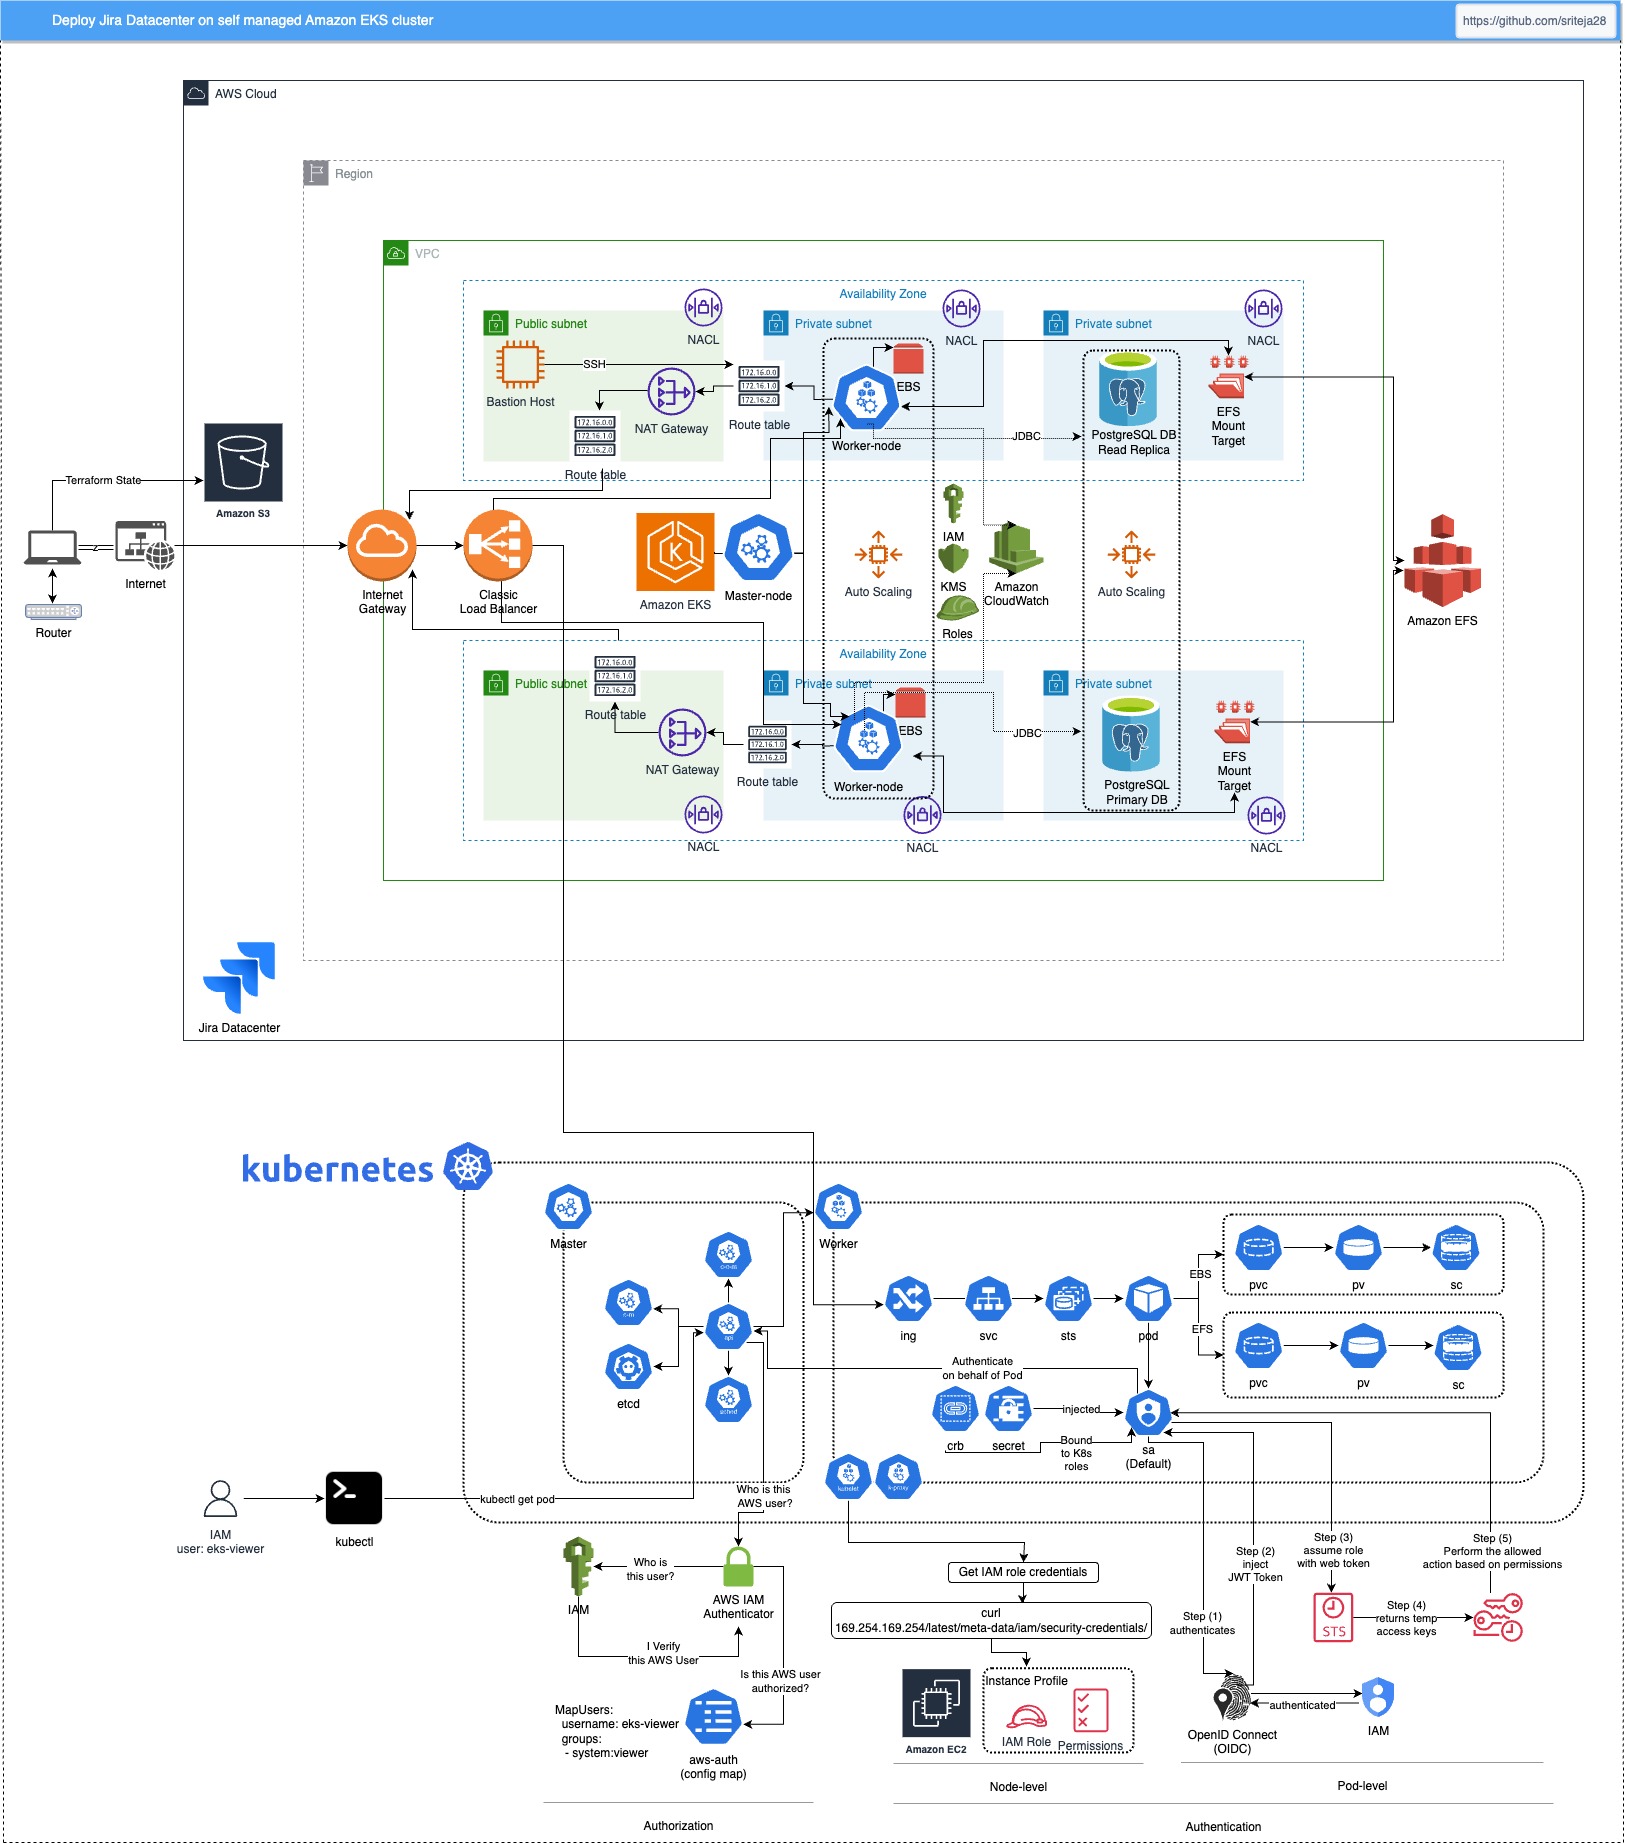 Deploy Jira Datacenter on self managed Amazon EKS cluster
https://github.com/sriteja28
AWS Cloud
Region
VPC
Availability Zone
Public subnet
NACL
Private subnet
NACL
Private subnet
NACL
Bastion Host
SSH
172.16.0.0
172.16.1.0
172.16.2.0
Route table
NAT Gateway
172.16.0.0
172.16.1.0
172.16.2.0
Route table
EBS
Worker-node
JDBC
PostgreSQL DB
Read Replica
EFS
Mount
Target
Terraform State
Amazon S3
Internet
Router
Internet
Gateway
Classic
Load Balancer
Amazon EKS
Master-node
Auto Scaling
IAM
KMS
Roles
Amazon
CloudWatch
Auto Scaling
Amazon EFS
Availability Zone
Public subnet
172.16.0.0
172.16.1.0
172.16.2.0
Route table
NAT Gateway
NACL
Private subnet
172.16.0.0
172.16.1.0
172.16.2.0
Route table
EBS
Worker-node
NACL
JDBC
Private subnet
PostgreSQL
Primary DB
EFS
Mount
Target
NACL
Jira Datacenter
kubernetes
Master
c-c-m
c-m
api
etcd
sched
Worker
ing
svc
sts
pod
EBS
pvc
pv
sc
EFS
pvc
pv
sc
Authenticate
on behalf of Pod
crb
secret
injected
Bound
to K8s
roles
sa
(Default)
kubelet
k-proxy
IAM
user: eks-viewer
kubectl
kubectl get pod
Who is this
AWS user?
IAM
Who is
this user?
AWS IAM
Authenticator
I Verify
this AWS User
Is this AWS user
authorized?
MapUsers:
username: eks-viewer
groups:
- system:viewer
aws-auth
(config map)
Authorization
Get IAM role credentials
curl
169.254.169.254/latest/meta-data/iam/security-credentials/
Amazon EC2
Instance Profile
IAM Role
Permissions
Node-level
Step (1)
authenticates
Step (2)
inject
JWT Token
Step (3)
assume role
with web token
STS
Step (4)
returns temp
access keys
Step (5)
Perform the allowed
action based on permissions
OpenID Connect
(OIDC)
authenticated
IAM
Pod-level
Authentication